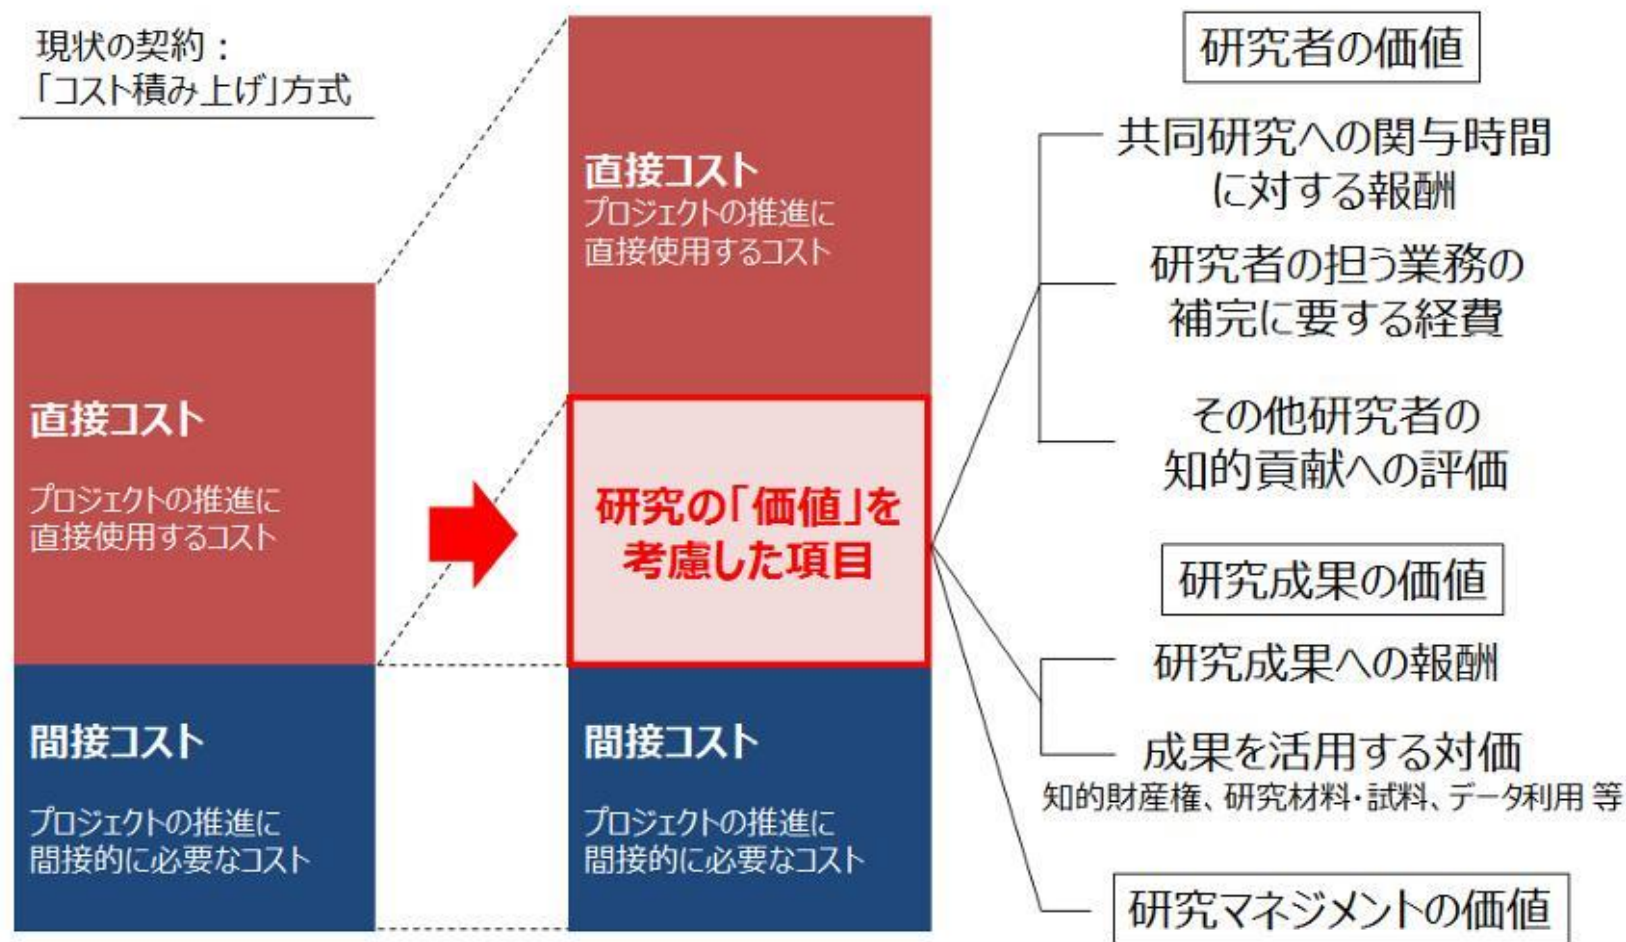 現状の契約：
「コスト積み上げ」方式
直接コスト
プロジェクトの推進に
直接使用するコスト
間接コスト
プロジェクトの推進に
間接的に必要なコスト
直接コスト
プロジェクトの推進に
直接使用するコスト
研究の「価値」を
考慮した項目
間接コスト
プロジェクトの推進に
間接的に必要なコスト
研究者の価値
共同研究への関与時間
に対する報酬
研究者の担う業務の
補完に要する経費
その他研究者の
知的貢献への評価
研究成果の価値
研究成果への報酬
成果を活用する対価
知的財産権、研究材料・試料、データ利用 等
研究マネジメントの価値